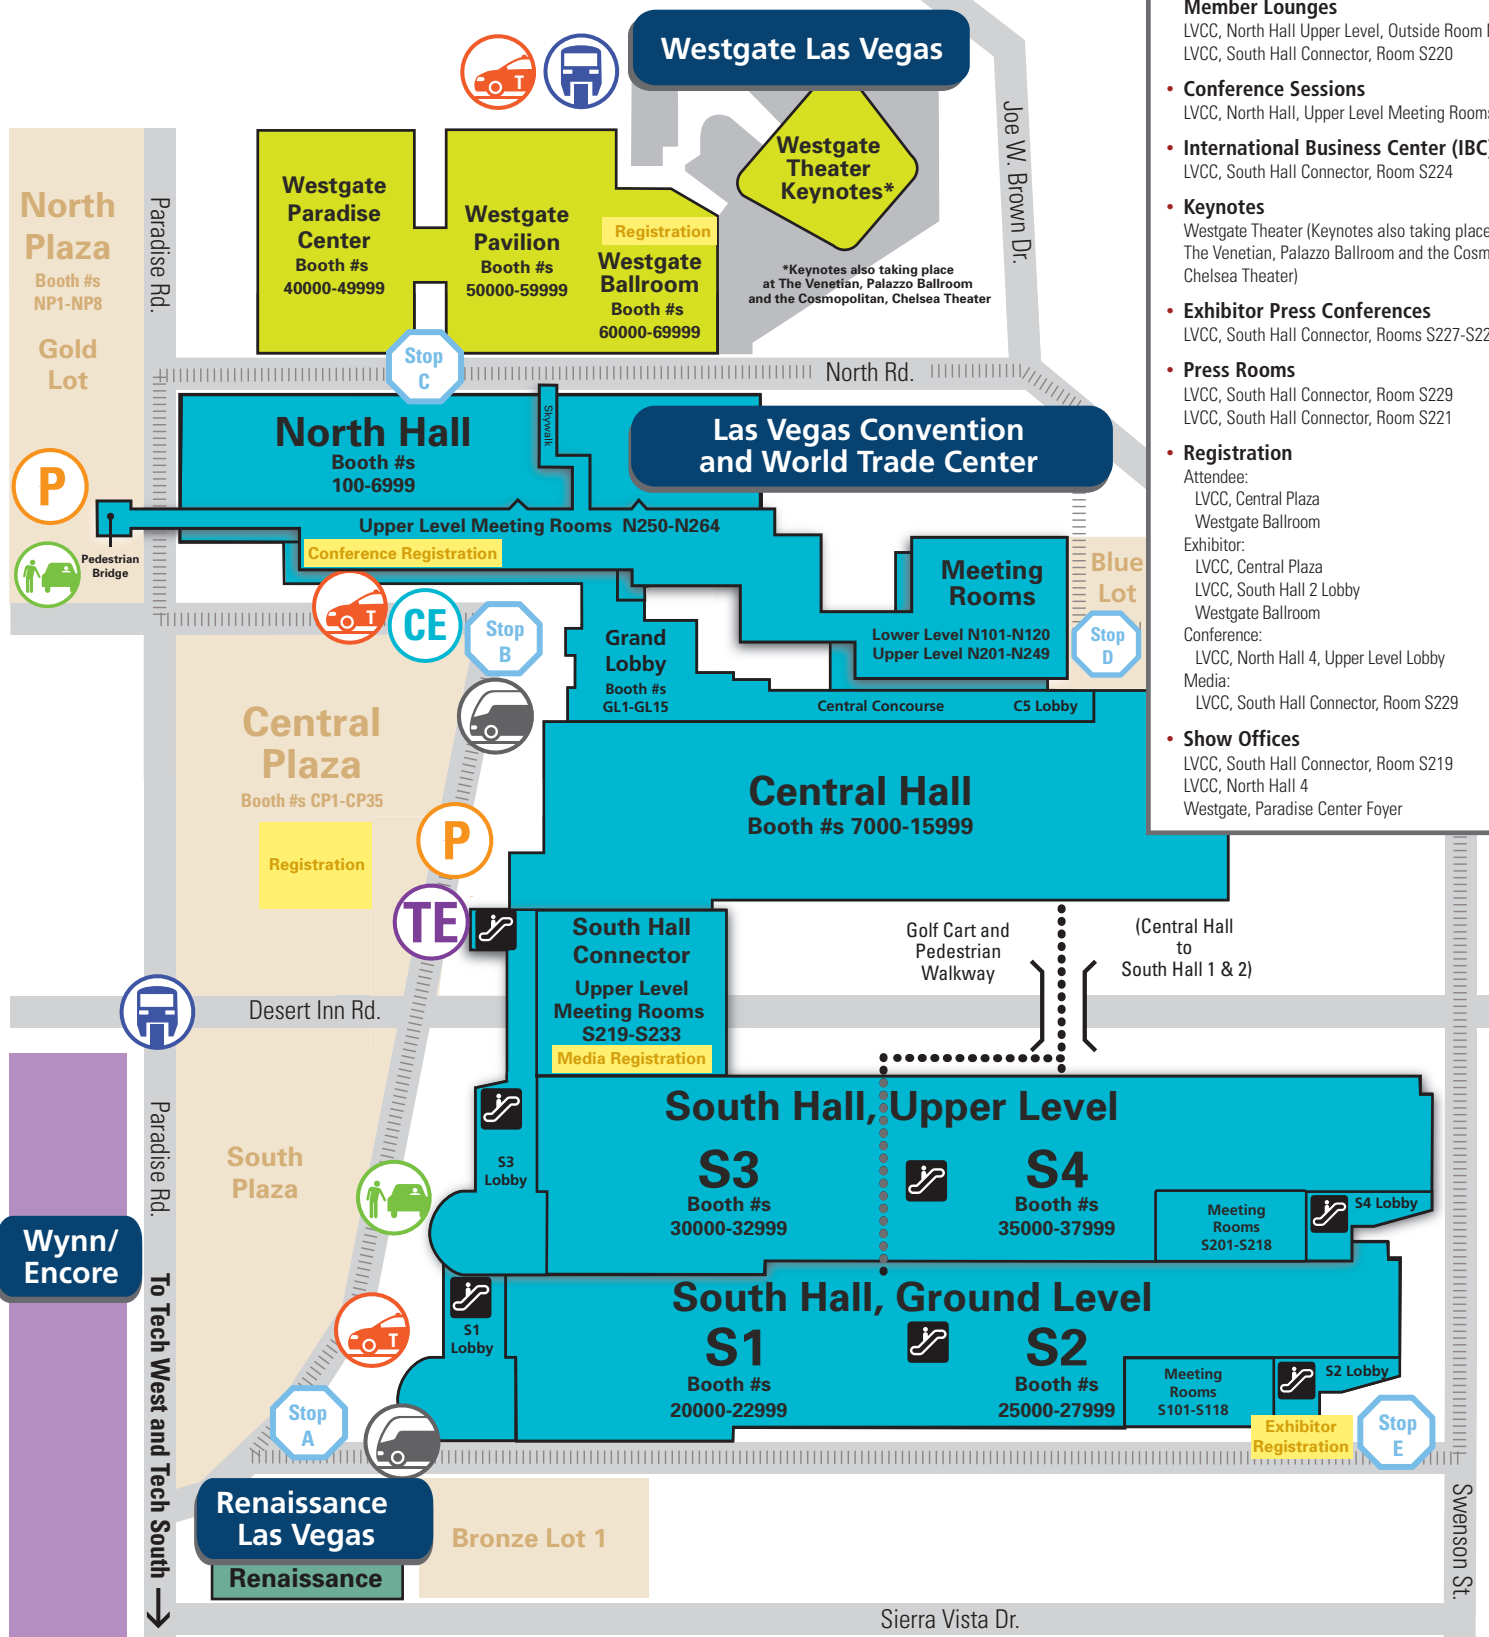 Westgate Las Vegas
T
Westgate
Theater
Keynotes*
*Keynotes also taking place
at The Venetian, Palazzo Ballroom
and the Cosmopolitan, Chelsea Theater
Joe W. Brown Dr.
North
Plaza
Booth #s
NP1-NP8
Gold
Lot
Paradise Rd.
Westgate
Paradise
Center
Booth #s
40000-49999
Westgate
Pavilion
Booth #s
50000-59999
Registration
Westgate
Ballroom
Booth #s
60000-69999
Stop
C
North Rd.
North Hall
Booth #s
100-6999
Skywalk
Las Vegas Convention
and World Trade Center
P
Pedestrian
Bridge
Upper Level Meeting Rooms N250-N264
Conference Registration
T
CE
Stop
B
Grand
Lobby
Booth #s
GL1-GL15
Meeting
Rooms
Lower Level N101-N120
Upper Level N201-N249
Blue
Lot
Stop
D
Central Concourse
C5 Lobby
Central
Plaza
Booth #s CP1-CP35
Registration
P
TE
Central Hall
Booth #s 7000-15999
South Hall
Connector
Upper Level
Meeting Rooms
S219-S233
Media Registration
Golf Cart and
Pedestrian
Walkway
(Central Hall
to
South Hall 1 & 2)
Desert Inn Rd.
Paradise Rd.
South
Plaza
Wynn/
Encore
To Tech West and Tech South
South Hall, Upper Level
S3
Lobby
S3
Booth #s
30000-32999
S4
Booth #s
35000-37999
Meeting
Rooms
S201-S218
S4 Lobby
South Hall, Ground Level
S1
Lobby
S1
Booth #s
20000-22999
S2
Booth #s
25000-27999
Meeting
Rooms
S101-S118
S2 Lobby
T
Stop
A
Exhibitor
Registration
Stop
E
Renaissance
Las Vegas
Renaissance
Bronze Lot 1
Swenson St.
Sierra Vista Dr.
Member Lounges
LVCC, North Hall Upper Level, Outside Room
LVCC, South Hall Connector, Room S220
• Conference Sessions
LVCC, North Hall, Upper Level Meeting Rooms
• International Business Center (IBC)
LVCC, South Hall Connector, Room S224
• Keynotes
Westgate Theater (Keynotes also taking place
The Venetian, Palazzo Ballroom and the Cosm
Chelsea Theater)
• Exhibitor Press Conferences
LVCC, South Hall Connector, Rooms S227-S22
• Press Rooms
LVCC, South Hall Connector, Room S229
LVCC, South Hall Connector, Room S221
• Registration
Attendee:
LVCC, Central Plaza
Westgate Ballroom
Exhibitor:
LVCC, Central Plaza
LVCC, South Hall 2 Lobby
Westgate Ballroom
Conference:
LVCC, North Hall 4, Upper Level Lobby
Media:
LVCC, South Hall Connector, Room S229
• Show Offices
LVCC, South Hall Connector, Room S219
LVCC, North Hall 4
Westgate, Paradise Center Foyer